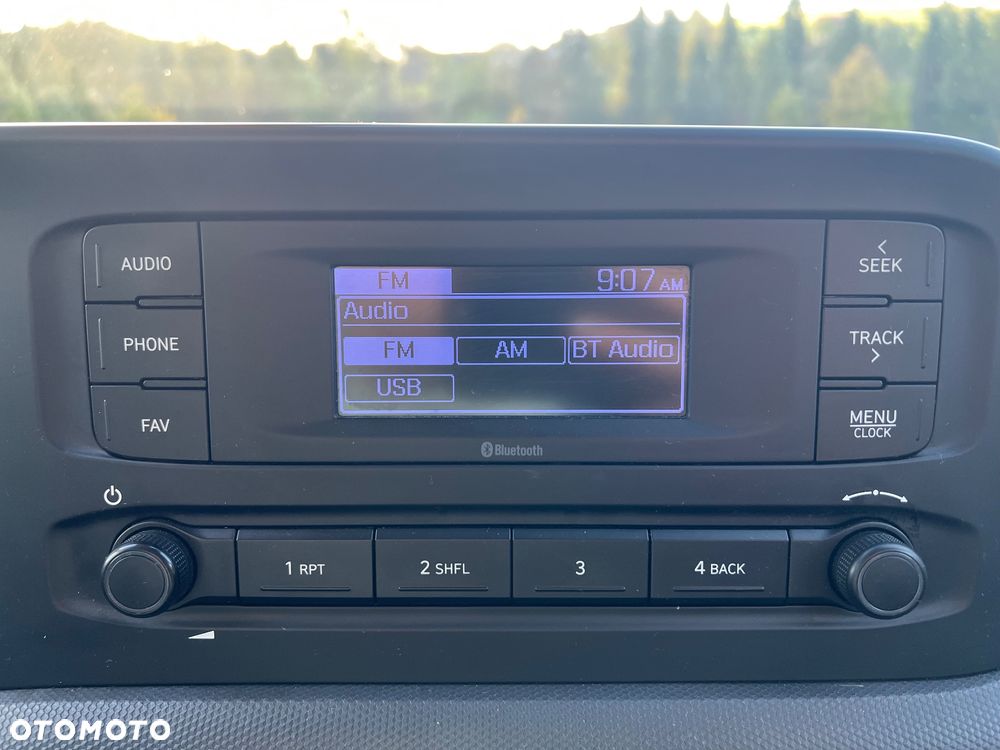 AUDIO
PHONE
FAV
FM 9:07 AM
Audio
FM AM BT Audio
USB
Bluetooth
SEEK
TRACK
MENU
CLOCK
1 RPT
2 SHFL
3
4 BACK
OTOMOTO